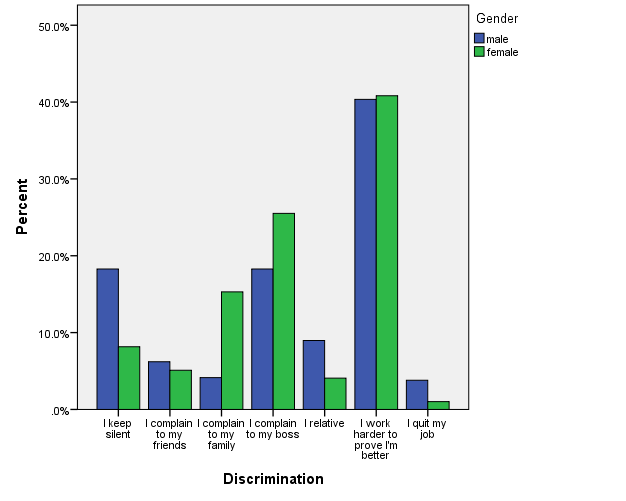 Gender
male
female
50.0%
40.0%
30.0%
20.0%
10.0%
.0%
Percent
I keep
silent
I complain
to my
friends
I complain
to my
family
I complain
to my boss
I relative
I work
harder to
prove I'm
better
I quit my
job
Discrimination